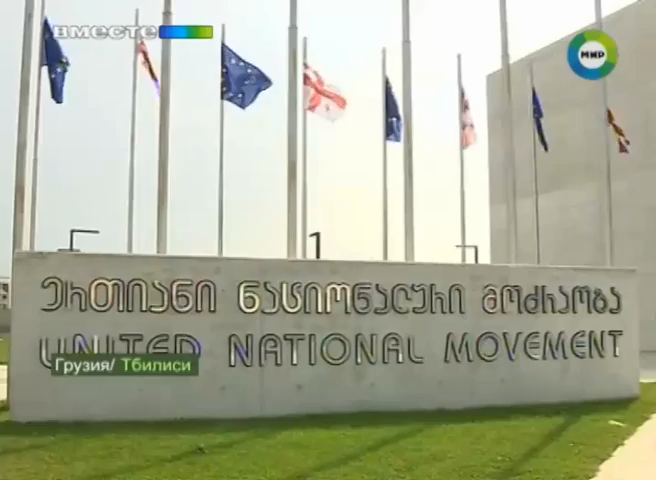 вместе
МИР
ერთიანი ნაციონალური მოძრაობა
UNITED NATIONAL MOVEMENT
Грузия/ Тбилиси